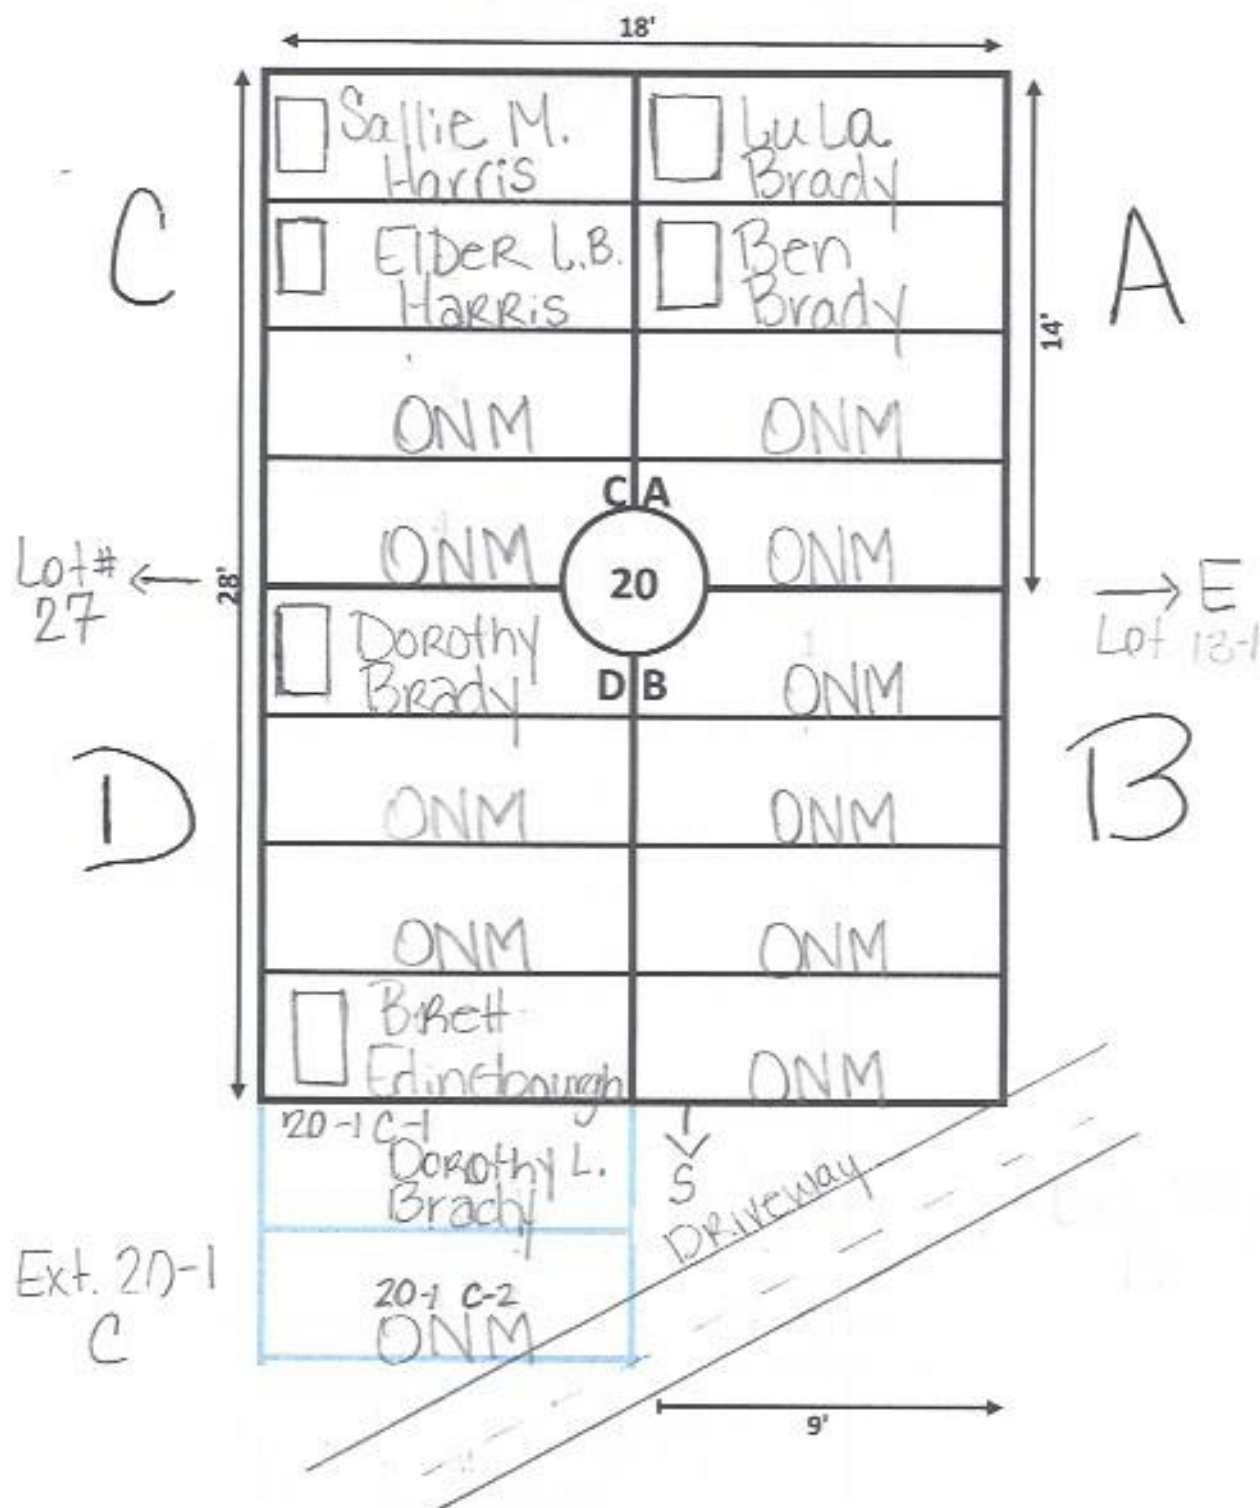 18'
Sallie M.
Harris
LuLa
Brady
C
ElDeR L.B.
HaRRis
Ben
Brady
A
14'
ONM
ONM
C A
ONM
ONM
Lot#
27
28'
20
E
Lot
DoRothy
BRady
D B
ONM
D
B
ONM
ONM
ONM
ONM
BRett
ONM
20-1 C-1
DoRothy L.
Brady
S
DRiveway
Ext. 20-1
C
20-1 C-2
ONM
9'